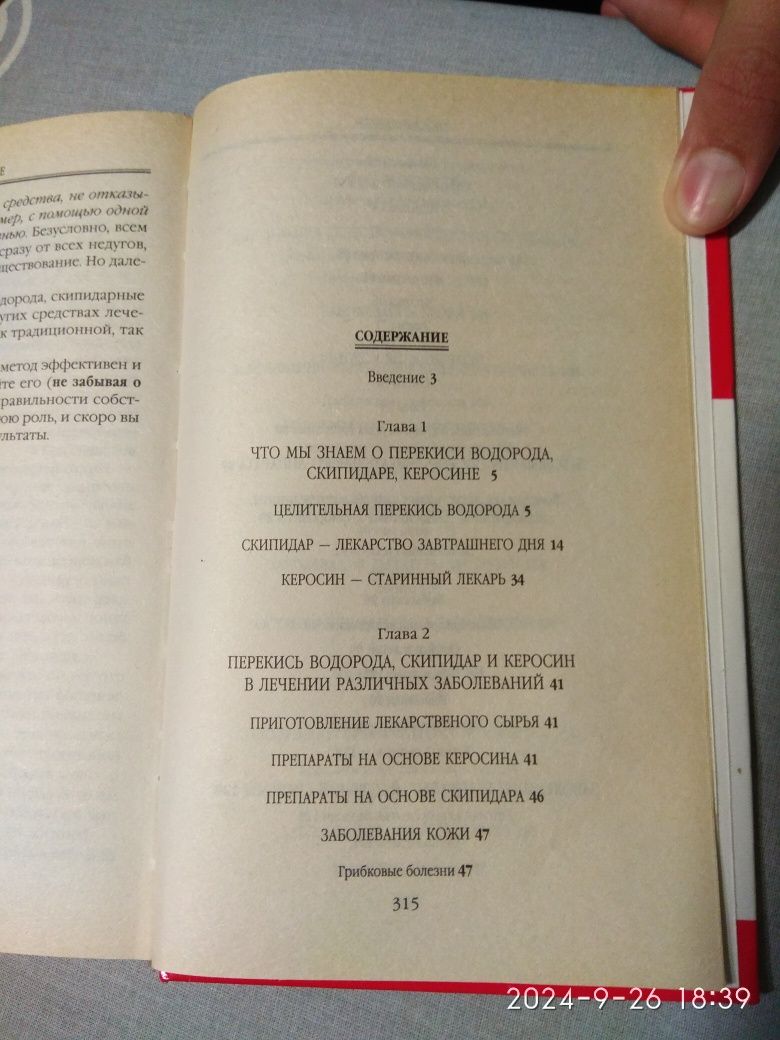 Е
средства, не отказы-
мер, с помощью одной
нью. Безусловно, всем
сразу от всех недугов,
ществование. Но дале-
дорода, скипидарные
угих средствах лече-
к традиционной, так
метод эффективен и
йте его (не забывая о
равильности собст-
ою роль, и скоро вы
льтаты.
СОДЕРЖАНИЕ
Введение 3
Глава 1
ЧТО МЫ ЗНАЕМ О ПЕРЕКИСИ ВОДОРОДА,
СКИПИДАРЕ, КЕРОСИНЕ 5
ЦЕЛИТЕЛЬНАЯ ПЕРЕКИСЬ ВОДОРОДА 5
СКИПИДАР — ЛЕКАРСТВО ЗАВТРАШНЕГО ДНЯ 14
КЕРОСИН — СТАРИННЫЙ ЛЕКАРЬ 34
Глава 2
ПЕРЕКИСЬ ВОДОРОДА, СКИПИДАР И КЕРОСИН
В ЛЕЧЕНИИ РАЗЛИЧНЫХ ЗАБОЛЕВАНИЙ 41
ПРИГОТОВЛЕНИЕ ЛЕКАРСТВЕНОГО СЫРЬЯ 41
ПРЕПАРАТЫ НА ОСНОВЕ КЕРОСИНА 41
ПРЕПАРАТЫ НА ОСНОВЕ СКИПИДАРА 46
ЗАБОЛЕВАНИЯ КОЖИ 47
Грибковые болезни 47
315
2024-9-26 18:39